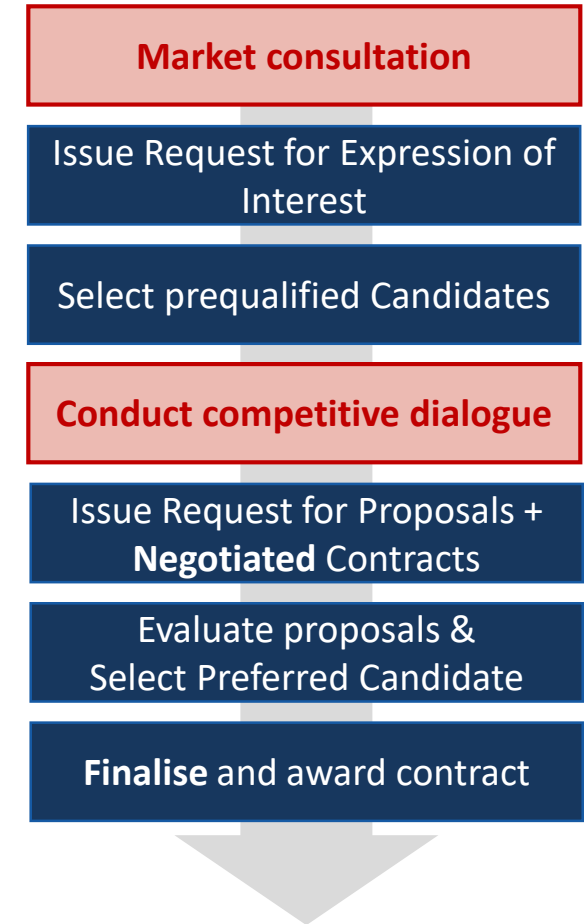 Market consultation
Issue Request for Expression of
Interest
Select prequalified Candidates
Conduct competitive dialogue
Issue Request for Proposals +
Negotiated Contracts
Evaluate proposals &
Select Preferred Candidate
Finalise and award contract